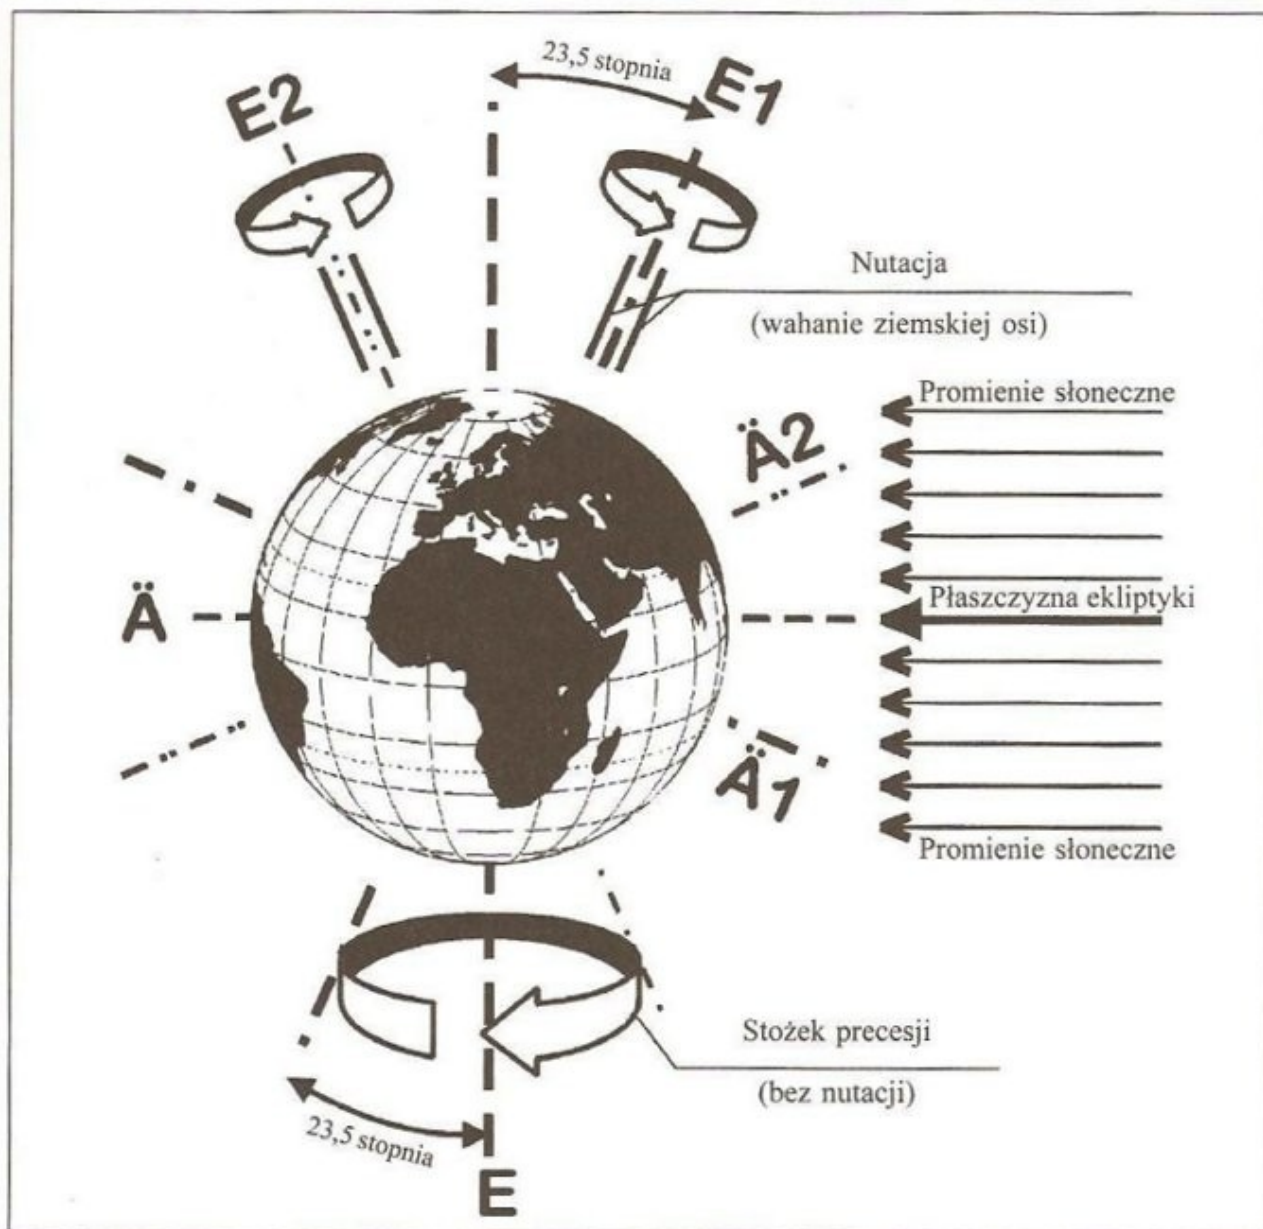 23,5 stopnia
E2
E1
Nutacja
(wahanie ziemskiej osi)
Promienie słoneczne
Ä2
Ä
Płaszczyzna ekliptyki
Ä1
Promienie słoneczne
Stożek precesji
(bez nutacji)
23,5 stopnia
E